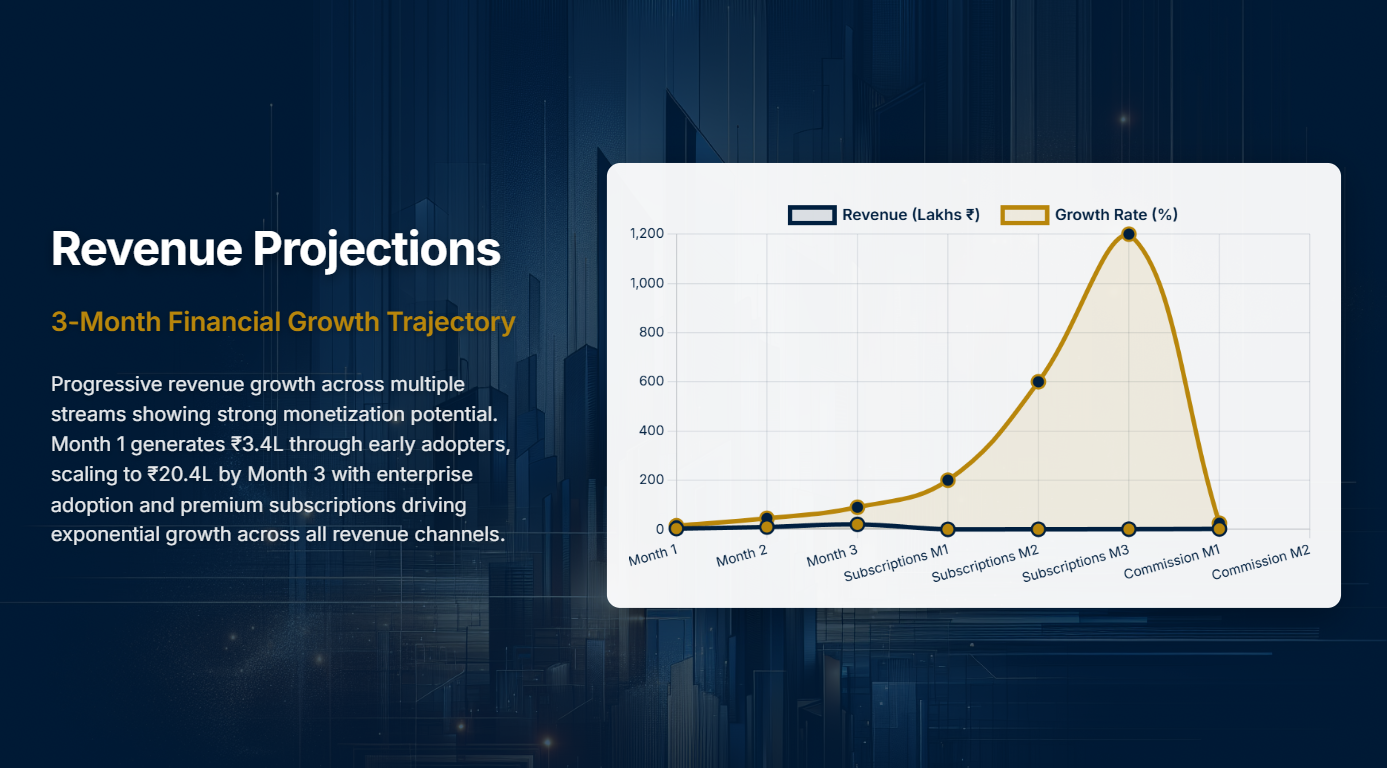 Revenue Projections
3-Month Financial Growth Trajectory
Progressive revenue growth across multiple
streams showing strong monetization potential.
Month 1 generates ₹3.4L through early adopters,
scaling to ₹20.4L by Month 3 with enterprise
adoption and premium subscriptions driving
exponential growth across all revenue channels.
Revenue (Lakhs ₹) Growth Rate (%)
1,200
1,000
800
600
400
200
0
Month 1
Month 2
Month 3
Subscriptions M1
Subscriptions M2
Subscriptions M3
Commission M1
Commission M2